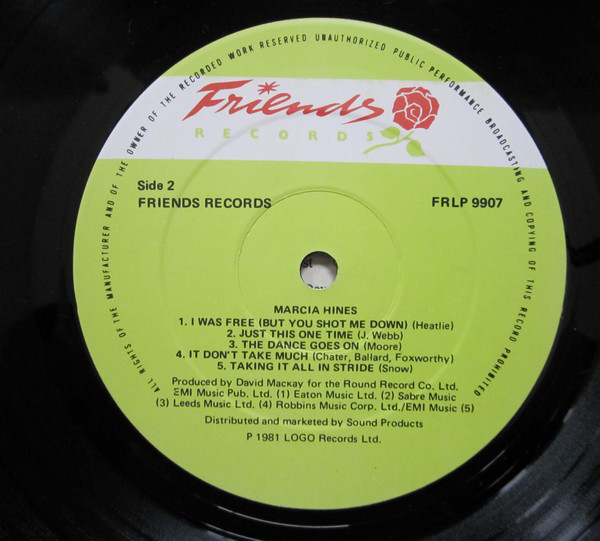 ALL RIGHTS OF THE MANUFACTURER AND OF THE OWNER OF THE RECORDED WORK RESERVED UNAUTHORIZED PUBLIC PERFORMANCE BROADCASTING AND COPYING OF THIS RECORD PROHIBITED
Friends
RECORDS
Side 2
FRIENDS RECORDS
FRLP 9907
MARCIA HINES
1. I WAS FREE (BUT YOU SHOT ME DOWN) (Heatlie)
2. JUST THIS ONE TIME (J. Webb)
3. THE DANCE GOES ON (Moore)
4. IT DON'T TAKE MUCH (Chater, Ballard, Foxworthy)
5. TAKING IT ALL IN STRIDE (Snow)
Produced by David Mackay for the Round Record Co. Ltd.
EMI Music Pub. Ltd. (1) Eaton Music Ltd. (2) Sabre Music
(3) Leeds Music Ltd. (4) Robbins Music Corp. Ltd./EMI Music (5)
Distributed and marketed by Sound Products
P 1981 LOGO Records Ltd.